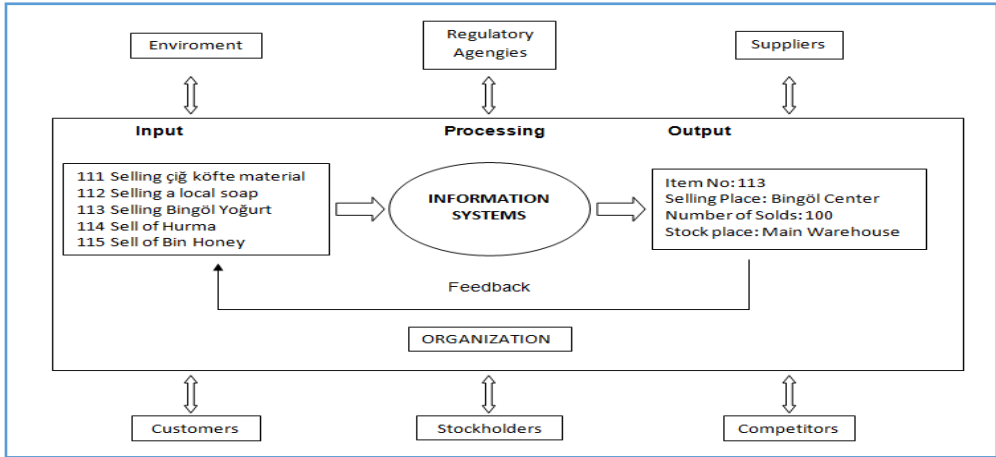 Enviroment
Regulatory
Agengies
Suppliers
Input
Processing
Output
111 Selling çiğ köfte material
112 Selling a local soap
113 Selling Bingöl Yoğurt
114 Sell of Hurma
115 Sell of Bin Honey
INFORMATION
SYSTEMS
Item No: 113
Selling Place: Bingöl Center
Number of Solds: 100
Stock place: Main Warehouse
Feedback
ORGANIZATION
Customers
Stockholders
Competitors